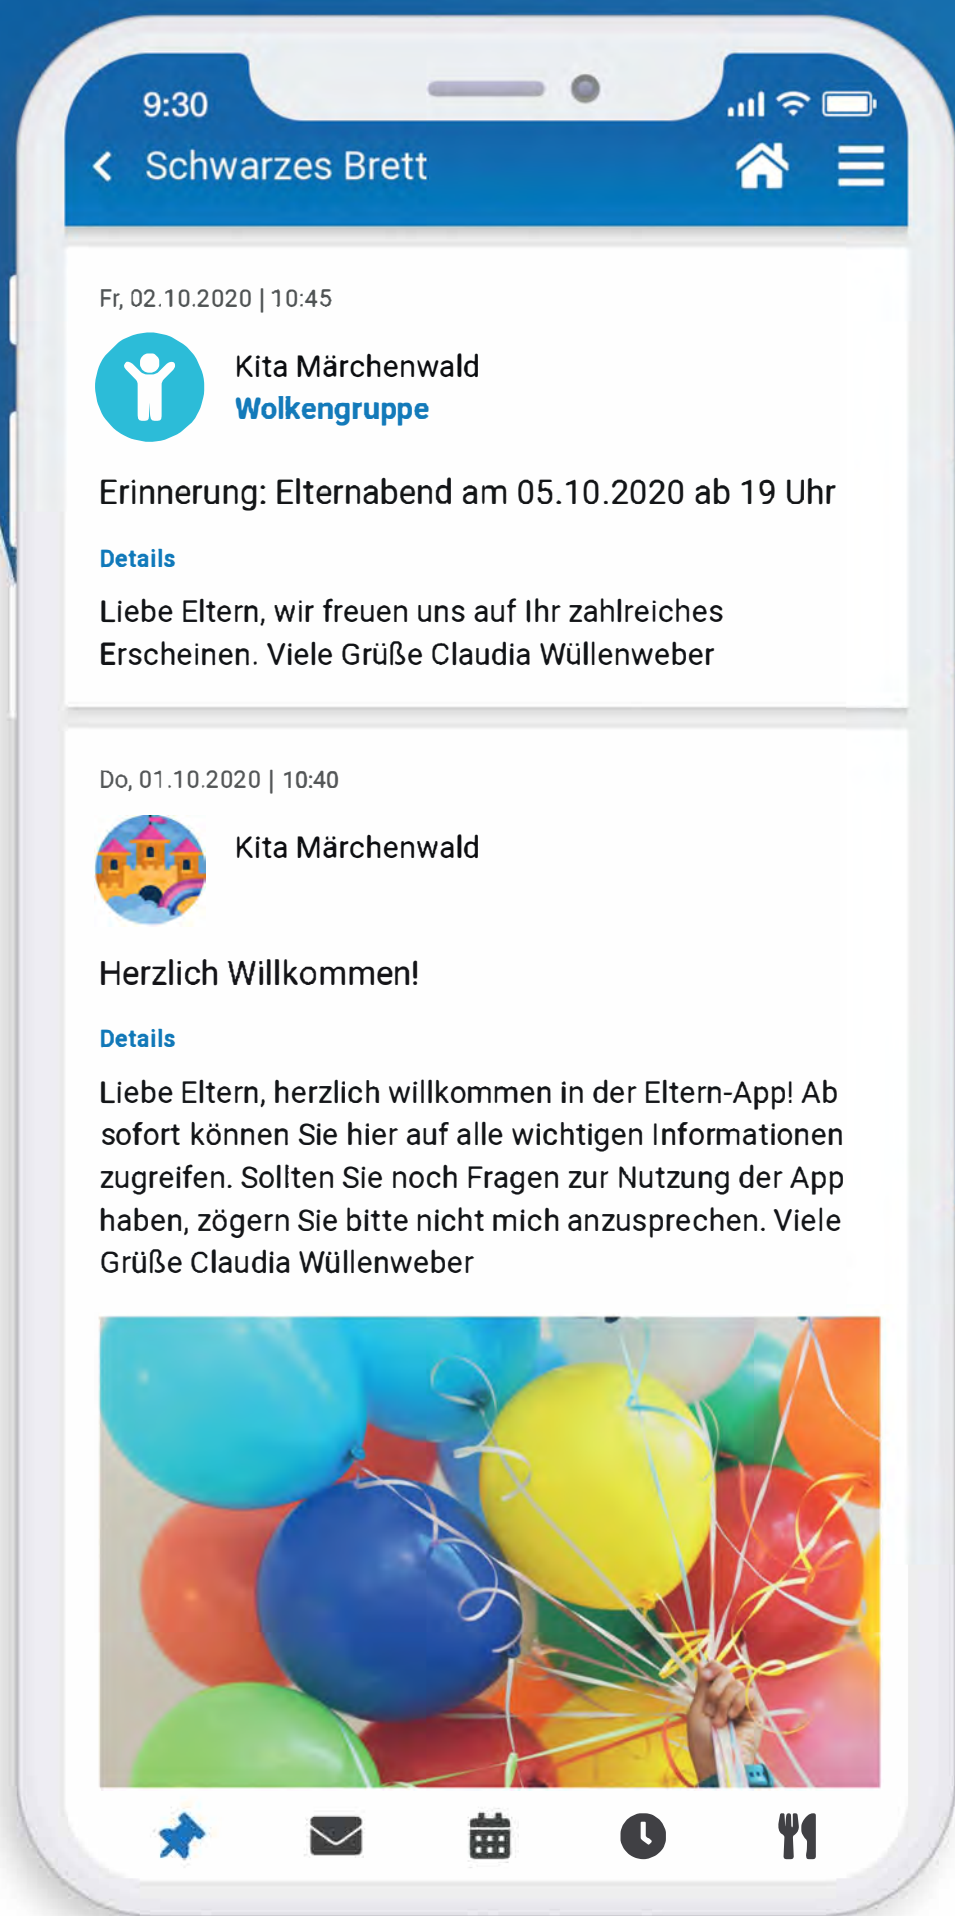 9:30
Schwarzes Brett
Fr, 02.10.2020 | 10:45
Kita Märchenwald
Wolkengruppe
Erinnerung: Elternabend am 05.10.2020 ab 19 Uhr
Details
Liebe Eltern, wir freuen uns auf Ihr zahlreiches
Erscheinen. Viele Grüße Claudia Wüllenweber
Do, 01.10.2020 | 10:40
Kita Märchenwald
Herzlich Willkommen!
Details
Liebe Eltern, herzlich willkommen in der Eltern-App! Ab
sofort können Sie hier auf alle wichtigen Informationen
zugreifen. Sollten Sie noch Fragen zur Nutzung der App
haben, zögern Sie bitte nicht mich anzusprechen. Viele
Grüße Claudia Wüllenweber